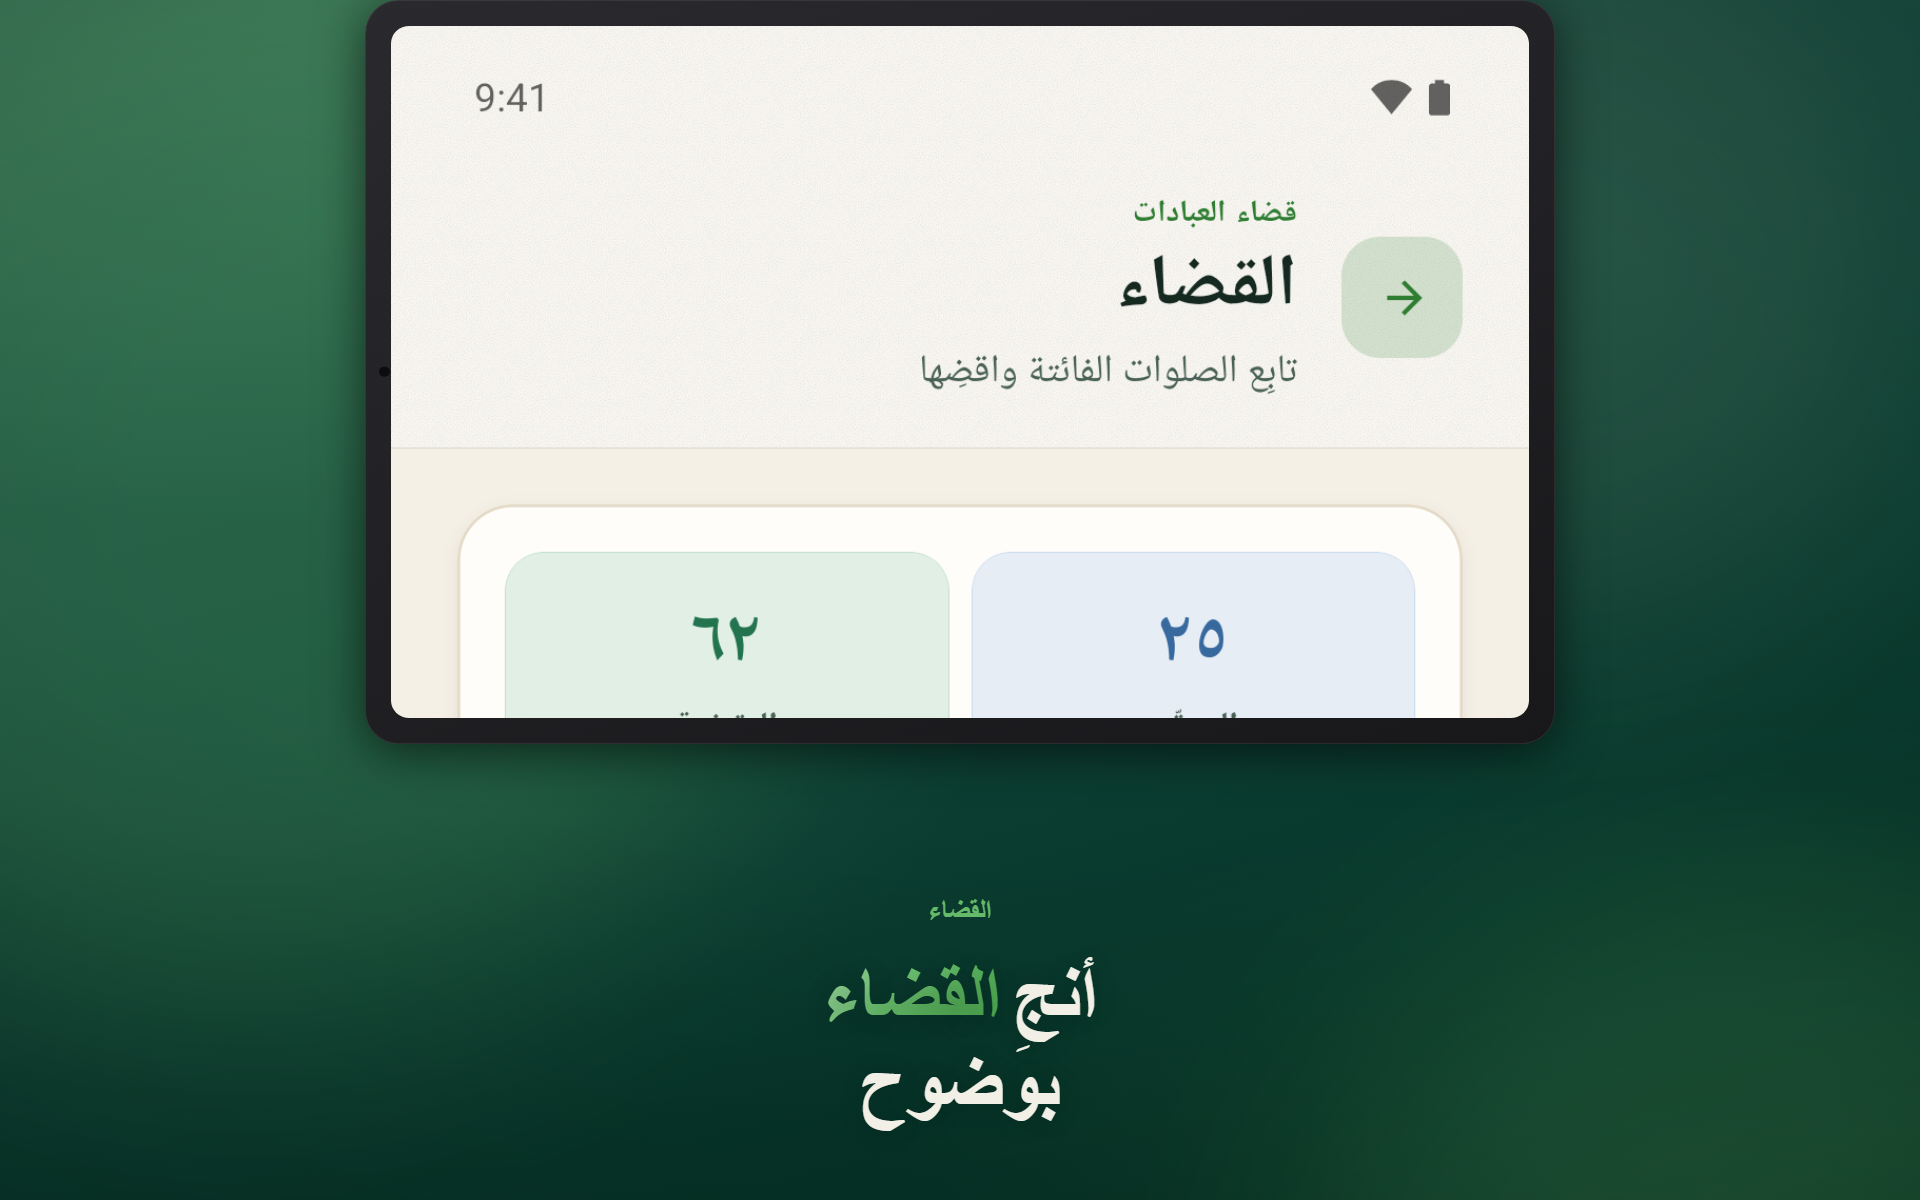 9:41
قضاء العبادات
القضاء
تابِع الصلوات الفائتة واقضِها
٢٥
٦٢
القضاء
أنجِ القضاء
بوضوح